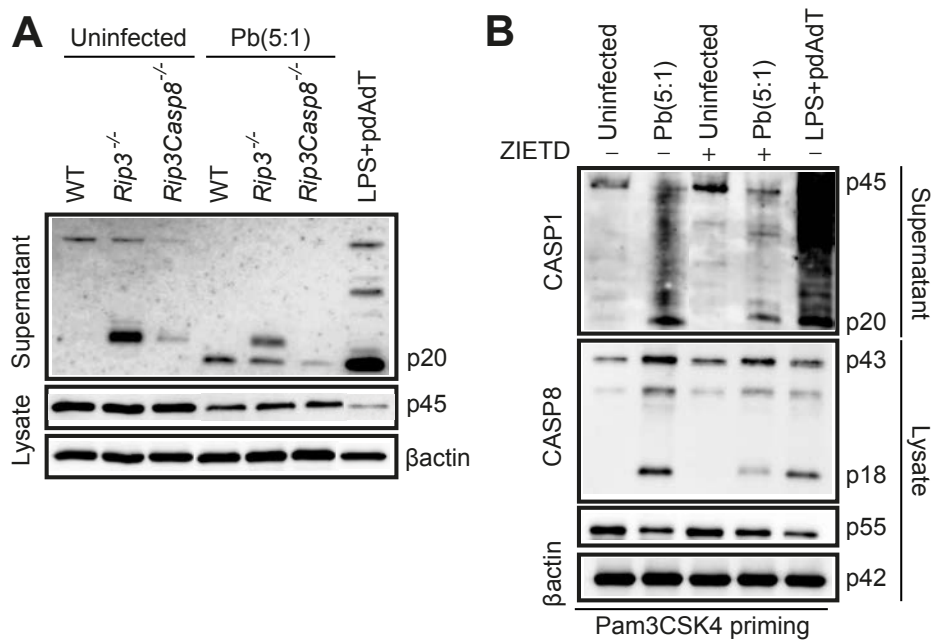 A
Uninfected
Pb(5:1)
WT
Rip3-/-
Rip3Casp8-/-
WT
Rip3-/-
Rip3Casp8-/-
LPS+pdAdT
Supernatant
p20
Lysate
p45
βactin
B
Uninfected
Pb(5:1)
Uninfected
Pb(5:1)
LPS+pdAdT
ZIETD − − + + −
CASP1
p45
p20
Supernatant
CASP8
p43
p18
Lysate
p55
βactin
p42
Pam3CSK4 priming